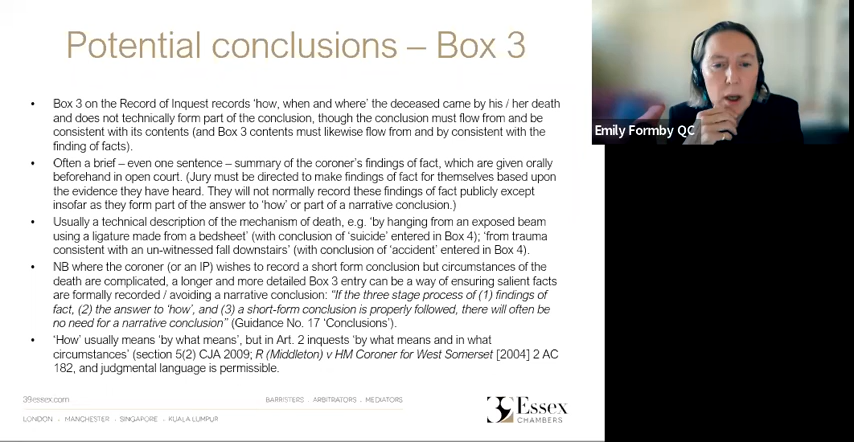 Potential conclusions – Box 3
• Box 3 on the Record of Inquest records 'how, when and where' the deceased came by his / her death
and does not technically form part of the conclusion, though the conclusion must flow from and be
consistent with its contents (and Box 3 contents must likewise flow from and by consistent with the
finding of facts).
• Often a brief – even one sentence – summary of the coroner's findings of fact, which are given orally
beforehand in open court. (Jury must be directed to make findings of fact for themselves based upon
the evidence they have heard. They will not normally record these findings of fact publicly except
insofar as they form part of the answer to 'how' or part of a narrative conclusion.)
• Usually a technical description of the mechanism of death, e.g. 'by hanging from an exposed beam
using a ligature made from a bedsheet' (with conclusion of 'suicide' entered in Box 4); 'from trauma
consistent with an un-witnessed fall downstairs' (with conclusion of 'accident' entered in Box 4).
• NB where the coroner (or an IP) wishes to record a short form conclusion but circumstances of the
death are complicated, a longer and more detailed Box 3 entry can be a way of ensuring salient facts
are formally recorded / avoiding a narrative conclusion: "If the three stage process of (1) findings of
fact, (2) the answer to 'how', and (3) a short-form conclusion is properly followed, there will often be
no need for a narrative conclusion" (Guidance No. 17 'Conclusions').
• 'How' usually means 'by what means', but in Art. 2 inquests 'by what means and in what
circumstances' (section 5(2) CJA 2009; R (Middleton) v HM Coroner for West Somerset [2004] 2 AC
182, and judgmental language is permissible.
39essex.com
BARRISTERS . ARBITRATORS . MEDIATORS
LONDON . MANCHESTER . SINGAPORE . KUALA LUMPUR
39 Essex
CHAMBERS
Emily Formby QC